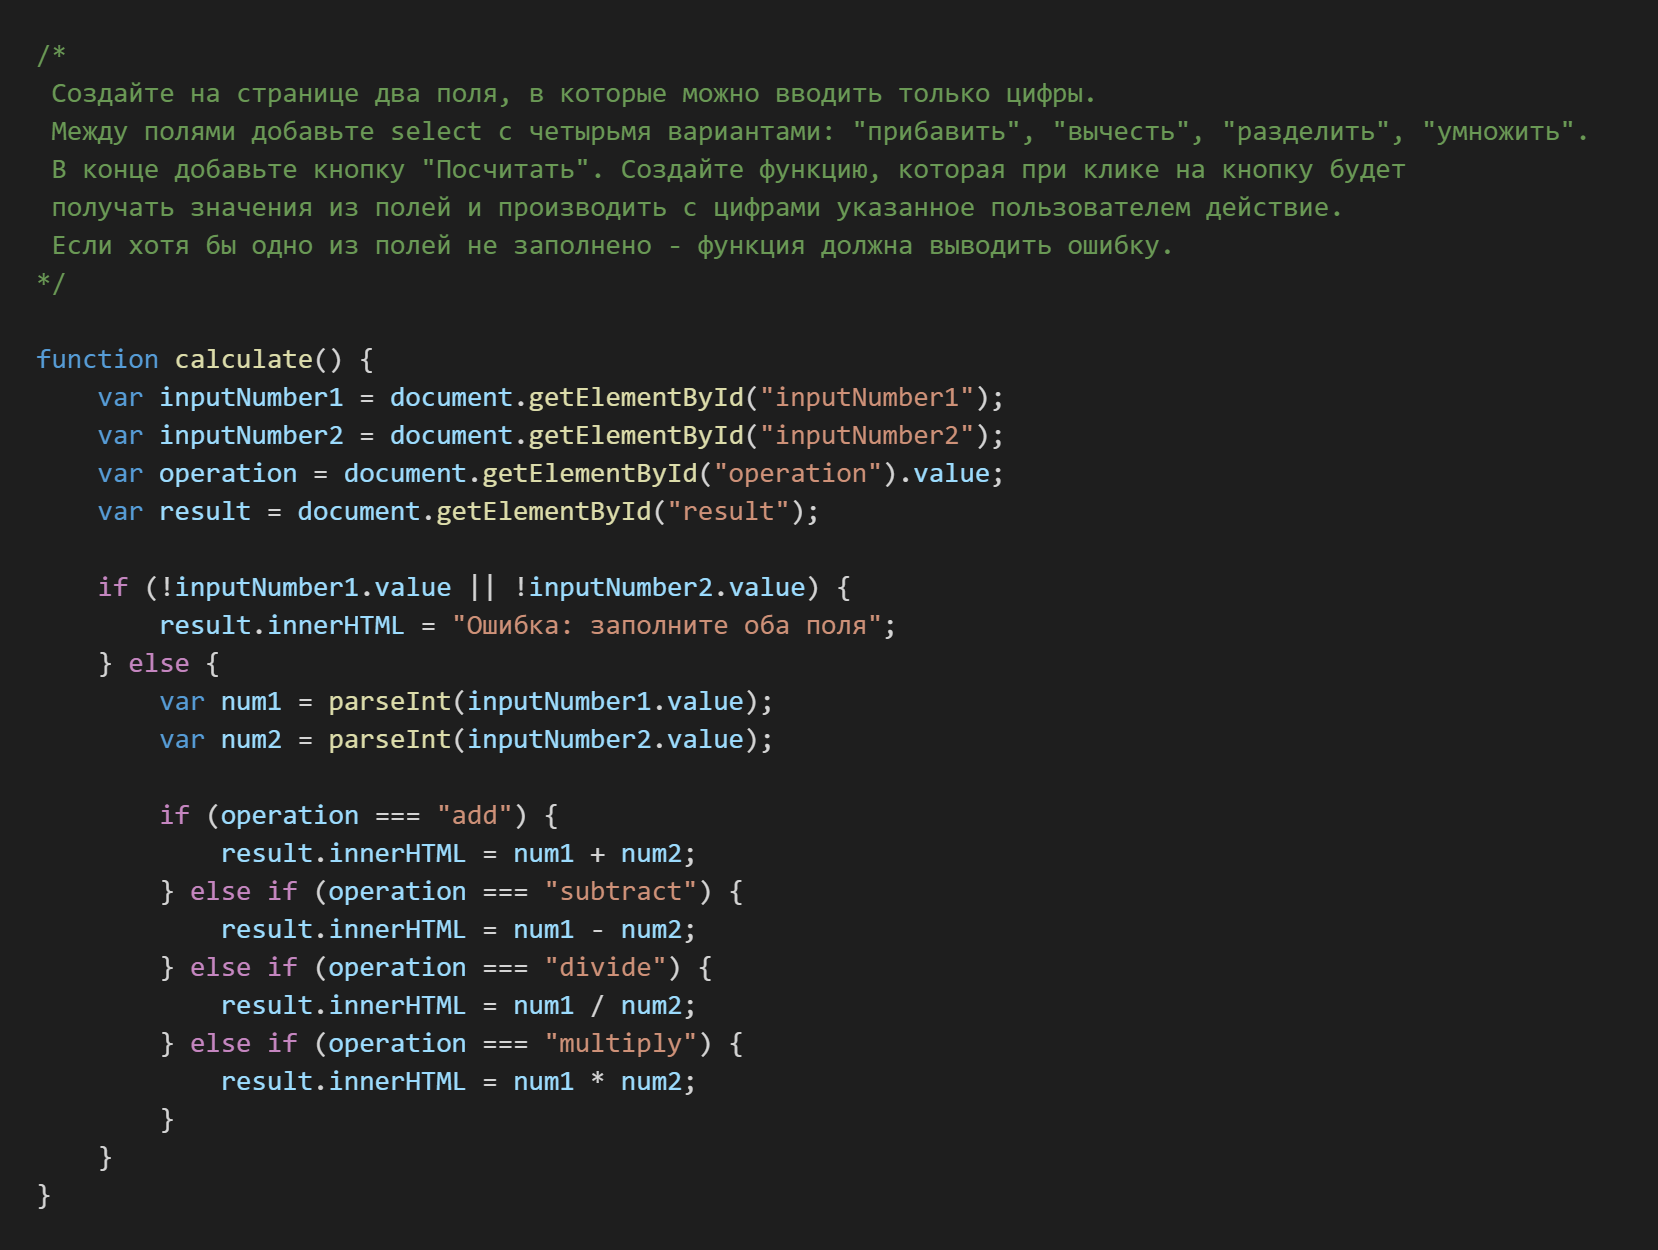 /*
 Создайте на странице два поля, в которые можно вводить только цифры.
 Между полями добавьте select с четырьмя вариантами: "прибавить", "вычесть", "разделить", "умножить".
 В конце добавьте кнопку "Посчитать". Создайте функцию, которая при клике на кнопку будет
 получать значения из полей и производить с цифрами указанное пользователем действие.
 Если хотя бы одно из полей не заполнено - функция должна выводить ошибку.
*/

function calculate() {
    var inputNumber1 = document.getElementById("inputNumber1");
    var inputNumber2 = document.getElementById("inputNumber2");
    var operation = document.getElementById("operation").value;
    var result = document.getElementById("result");

    if (!inputNumber1.value || !inputNumber2.value) {
        result.innerHTML = "Ошибка: заполните оба поля";
    } else {
        var num1 = parseInt(inputNumber1.value);
        var num2 = parseInt(inputNumber2.value);

        if (operation === "add") {
            result.innerHTML = num1 + num2;
        } else if (operation === "subtract") {
            result.innerHTML = num1 - num2;
        } else if (operation === "divide") {
            result.innerHTML = num1 / num2;
        } else if (operation === "multiply") {
            result.innerHTML = num1 * num2;
        }
    }
}